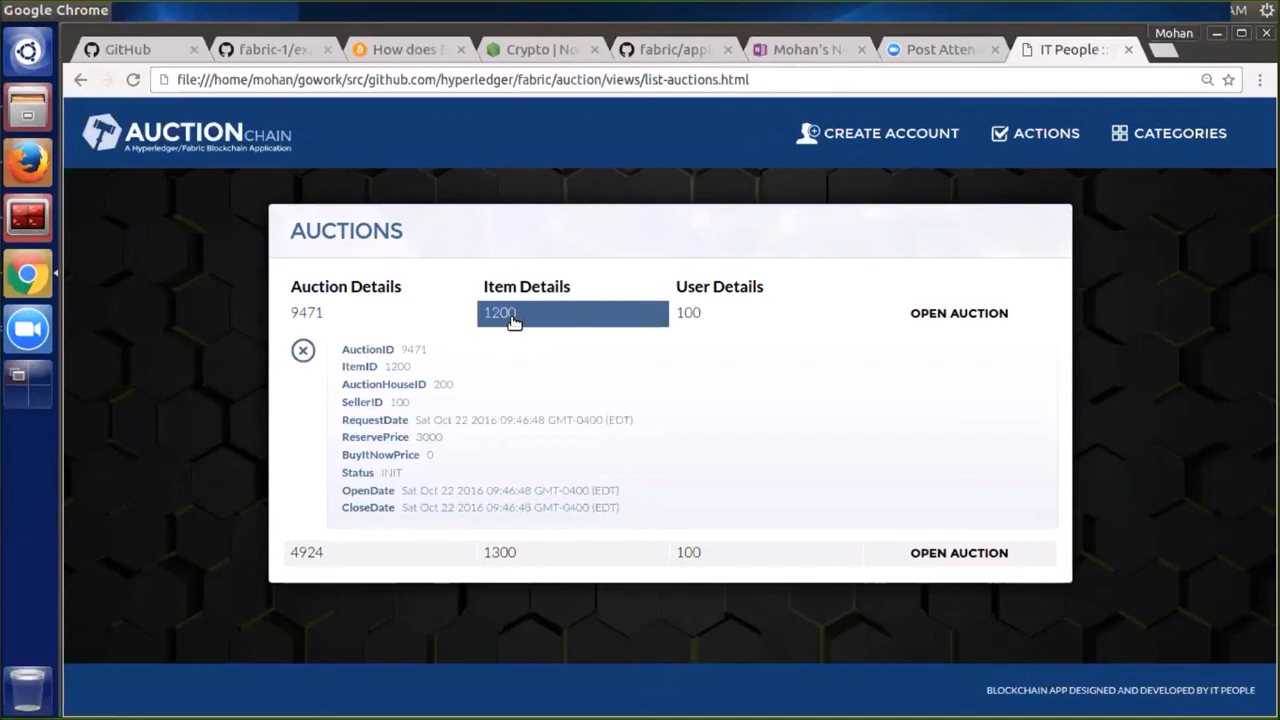 Google Chrome
AM
Mohan
GitHub
fabric-1/ex
How does
Crypto | No
fabric/appl
Mohan's N
Post Atten
IT People ::
file:///home/mohan/gowork/src/github.com/hyperledger/fabric/auction/views/list-auctions.html
AUCTIONCHAIN
A Hyperledger/Fabric Blockchain Application
CREATE ACCOUNT
ACTIONS
CATEGORIES
AUCTIONS
Auction Details Item Details User Details
9471 1200 100 OPEN AUCTION
AuctionID 9471
ItemID 1200
AuctionHouseID 200
SellerID 100
RequestDate Sat Oct 22 2016 09:46:48 GMT-0400 (EDT)
ReservePrice 3000
BuyItNowPrice 0
Status INIT
OpenDate Sat Oct 22 2016 09:46:48 GMT-0400 (EDT)
CloseDate Sat Oct 22 2016 09:46:48 GMT-0400 (EDT)
4924 1300 100 OPEN AUCTION
BLOCKCHAIN APP DESIGNED AND DEVELOPED BY IT PEOPLE